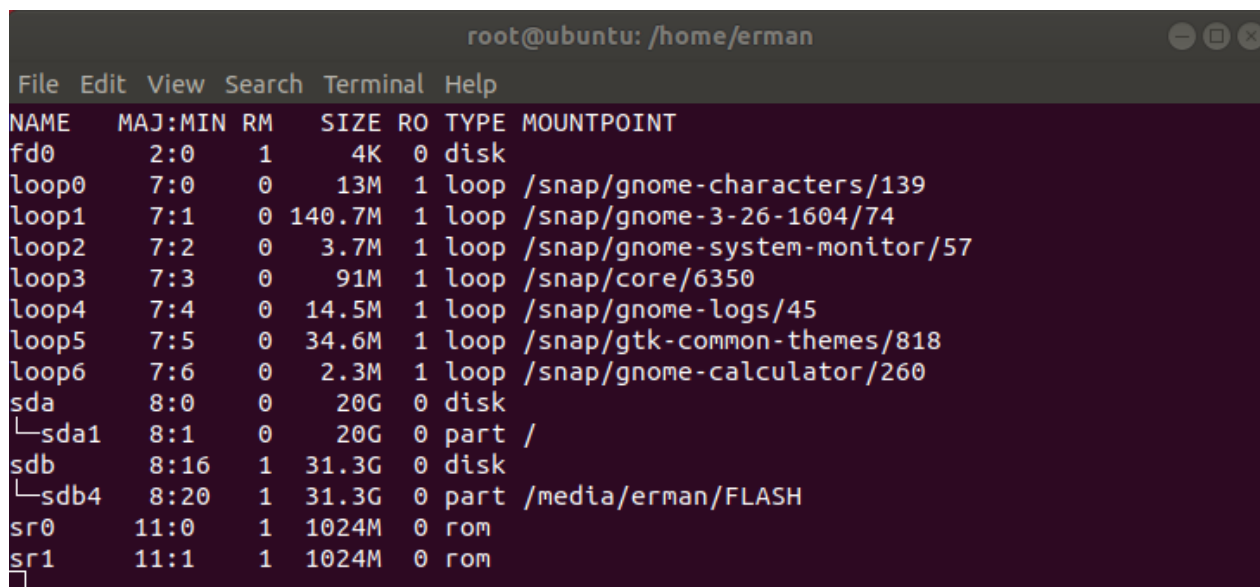 root@ubuntu: /home/erman
File Edit View Search Terminal Help
NAME   MAJ:MIN RM   SIZE RO TYPE MOUNTPOINT
fd0      2:0    1     4K  0 disk
loop0    7:0    0    13M  1 loop /snap/gnome-characters/139
loop1    7:1    0 140.7M  1 loop /snap/gnome-3-26-1604/74
loop2    7:2    0   3.7M  1 loop /snap/gnome-system-monitor/57
loop3    7:3    0    91M  1 loop /snap/core/6350
loop4    7:4    0  14.5M  1 loop /snap/gnome-logs/45
loop5    7:5    0  34.6M  1 loop /snap/gtk-common-themes/818
loop6    7:6    0   2.3M  1 loop /snap/gnome-calculator/260
sda      8:0    0    20G  0 disk
└─sda1   8:1    0    20G  0 part /
sdb      8:16   1  31.3G  0 disk
└─sdb4   8:20   1  31.3G  0 part /media/erman/FLASH
sr0     11:0    1  1024M  0 rom
sr1     11:1    1  1024M  0 rom